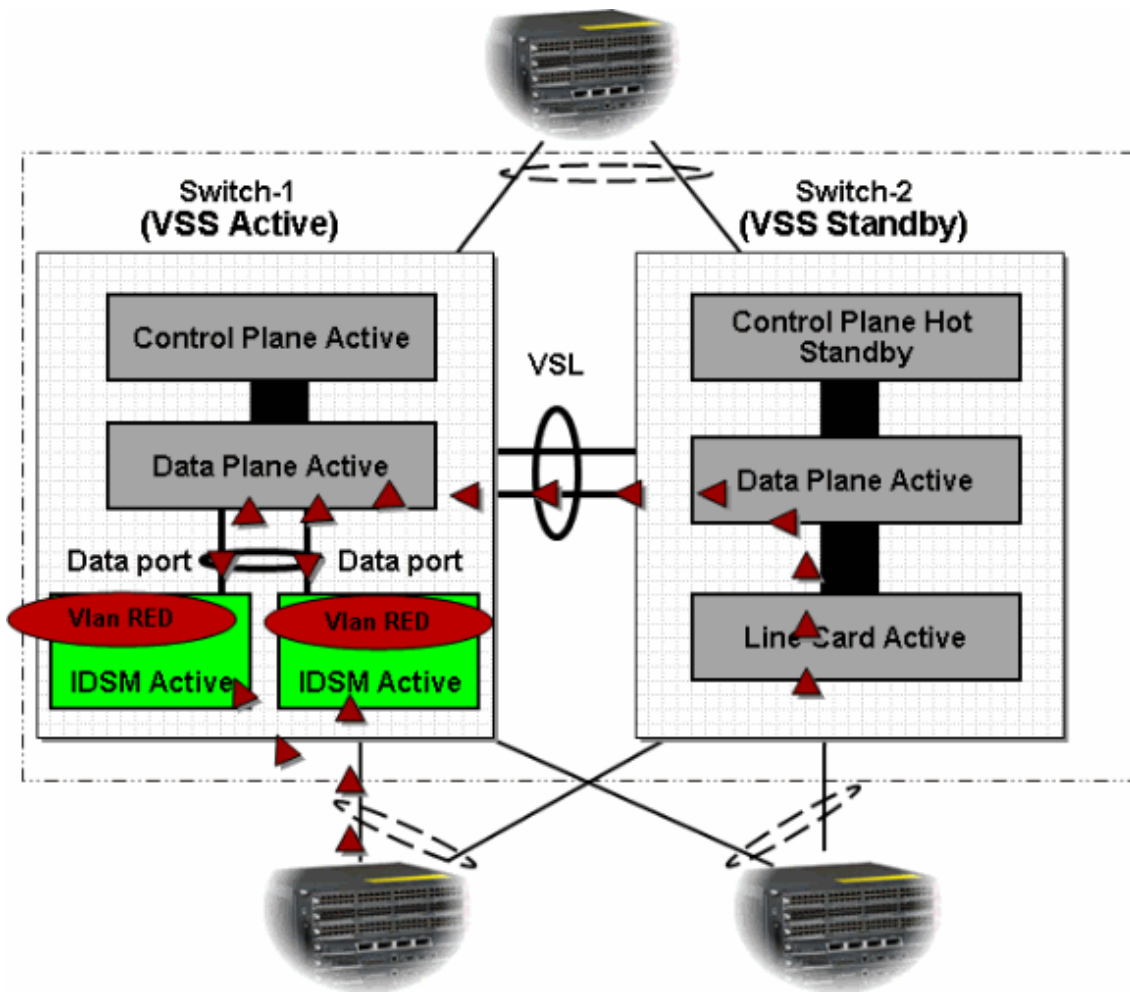 Switch-1
(VSS Active)
Switch-2
(VSS Standby)
Control Plane Active
Control Plane Hot
Standby
VSL
Data Plane Active
Data Plane Active
Data port
Data port
Vlan RED
Vlan RED
Line Card Active
IDSM Active
IDSM Active